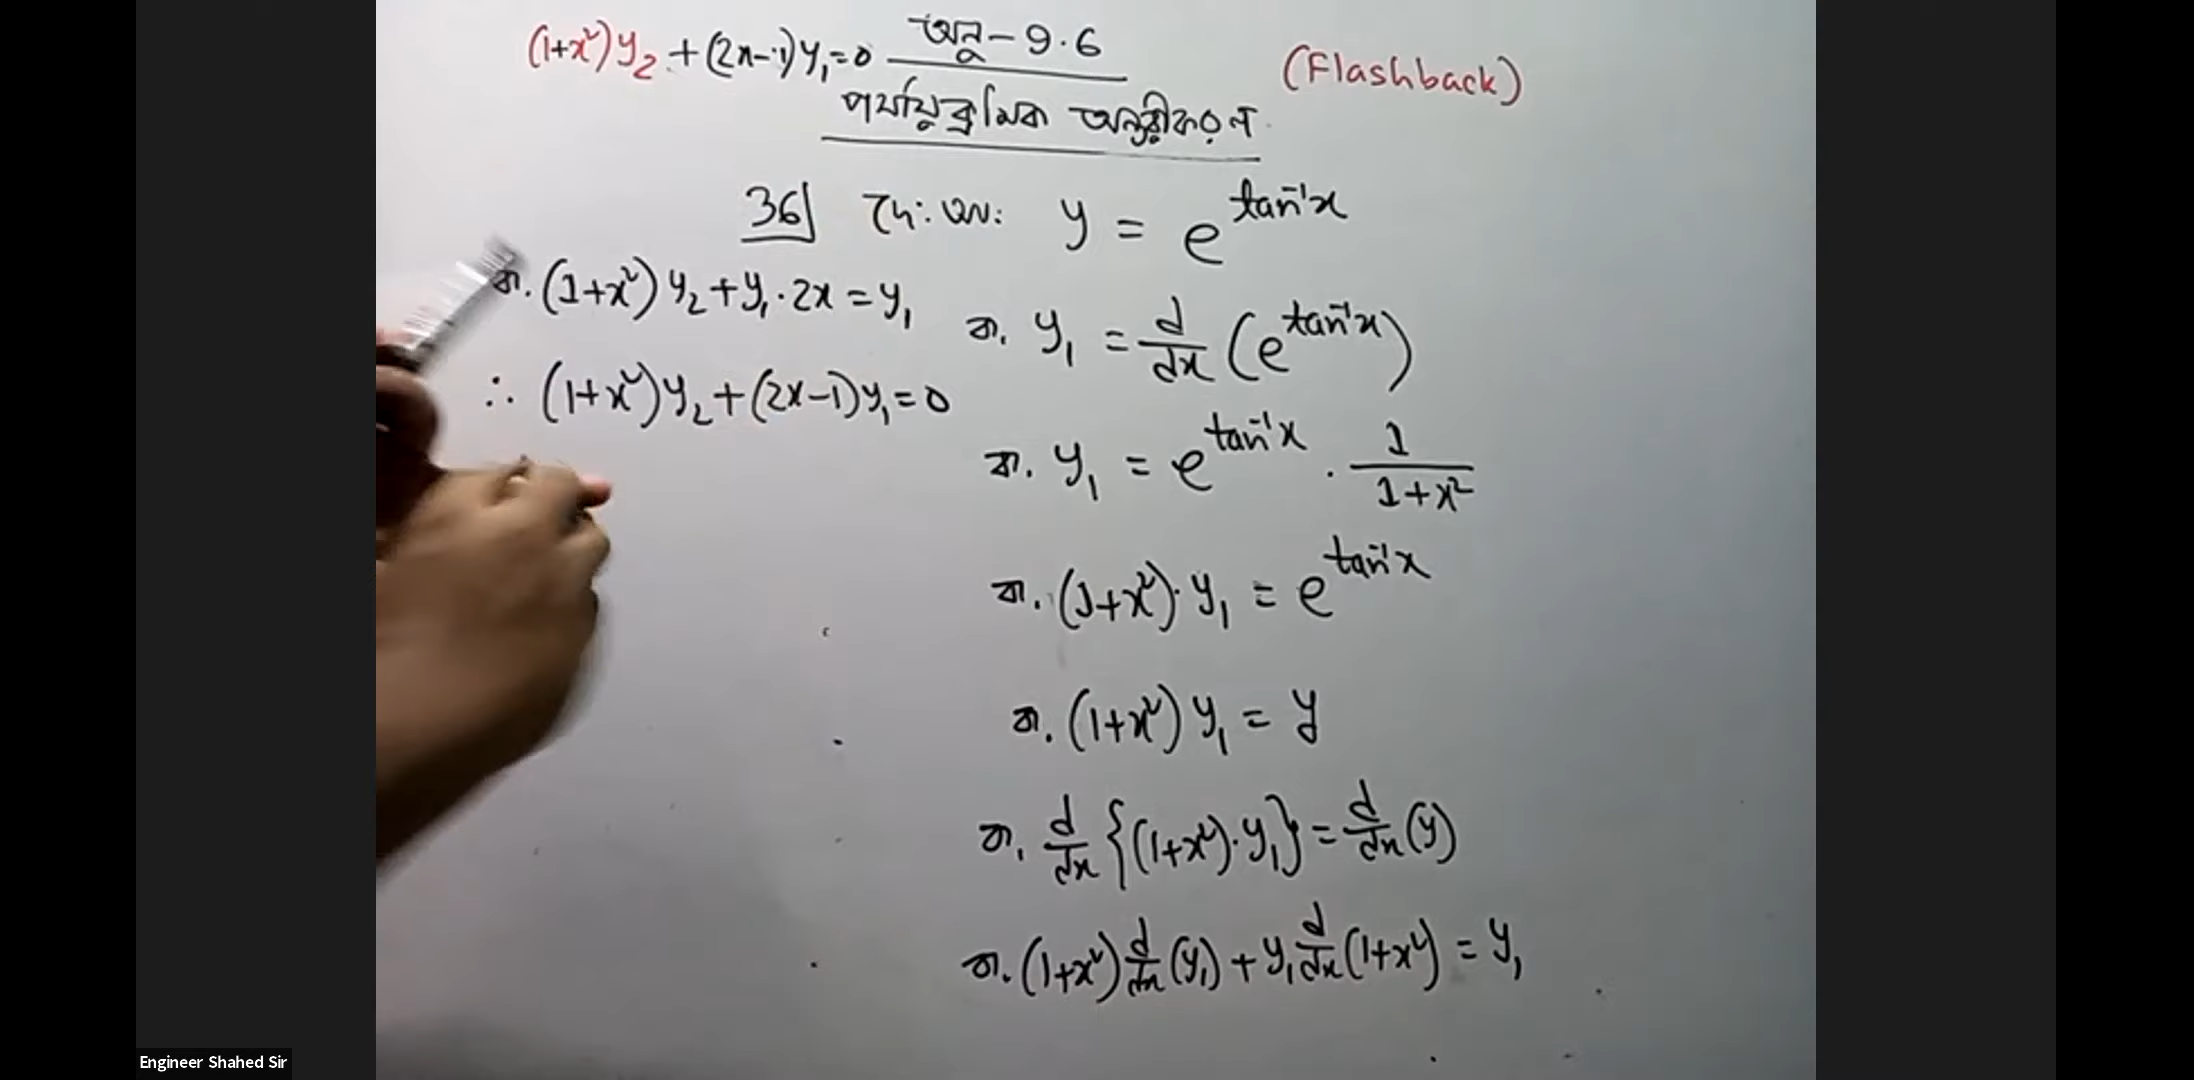 (1+x²)y₂ + (2x-1)y₁=0
অনু-9.6
(Flashback)
পর্যায়ক্রমিক অন্তরীকরণ
36] দে: আ: y = e^{tan⁻¹x}
বা, y₁ = d/dx (e^{tan⁻¹x})
বা, y₁ = e^{tan⁻¹x} · 1/(1+x²)
বা, (1+x²)·y₁ = e^{tan⁻¹x}
বা, (1+x²) y₁ = y
বা, d/dx {(1+x²)·y₁} = d/dx (y)
বা, (1+x²) d/dx (y₁) + y₁ d/dx (1+x²) = y₁
বা, (1+x²) y₂ + y₁·2x = y₁
∴ (1+x²)y₂ + (2x-1)y₁=0
Engineer Shahed Sir